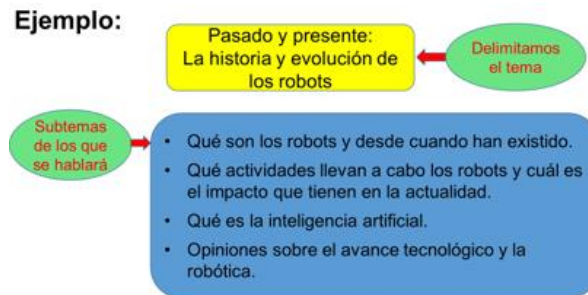 Ejemplo:
Pasado y presente:
La historia y evolución de
los robots
Delimitamos
el tema
Subtemas
de los que
se hablará
• Qué son los robots y desde cuando han existido.
• Qué actividades llevan a cabo los robots y cuál es
el impacto que tienen en la actualidad.
• Qué es la inteligencia artificial.
• Opiniones sobre el avance tecnológico y la
robótica.